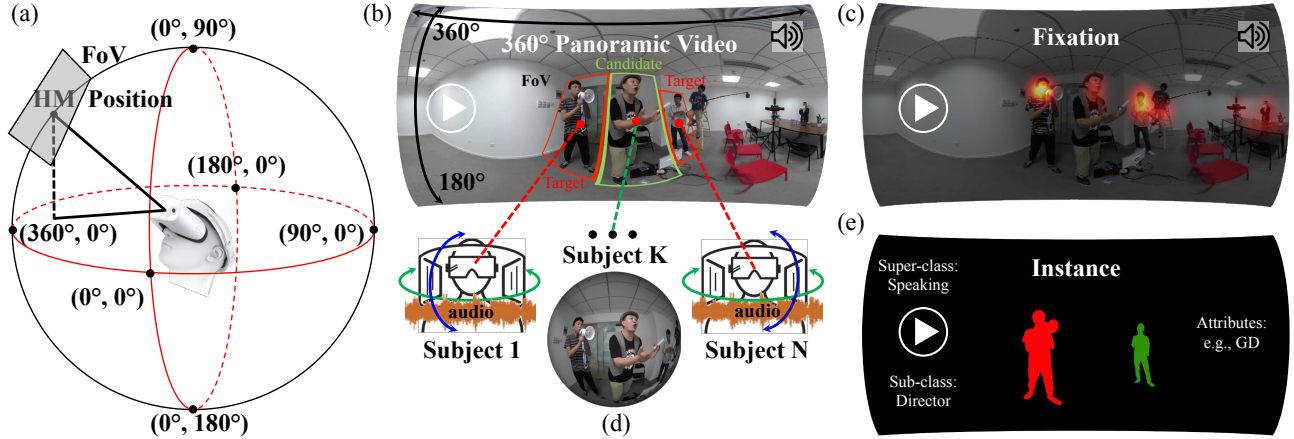 (a)
(0°, 90°)
FoV
HM Position
(180°, 0°)
(360°, 0°)
(90°, 0°)
(0°, 0°)
(0°, 180°)
(b)
360°
360° Panoramic Video
Candidate
FoV
Target
Target
180°
Subject K
audio
audio
Subject 1
Subject N
(d)
(c)
Fixation
(e)
Super-class:
Speaking
Instance
Attributes:
e.g., GD
Sub-class:
Director